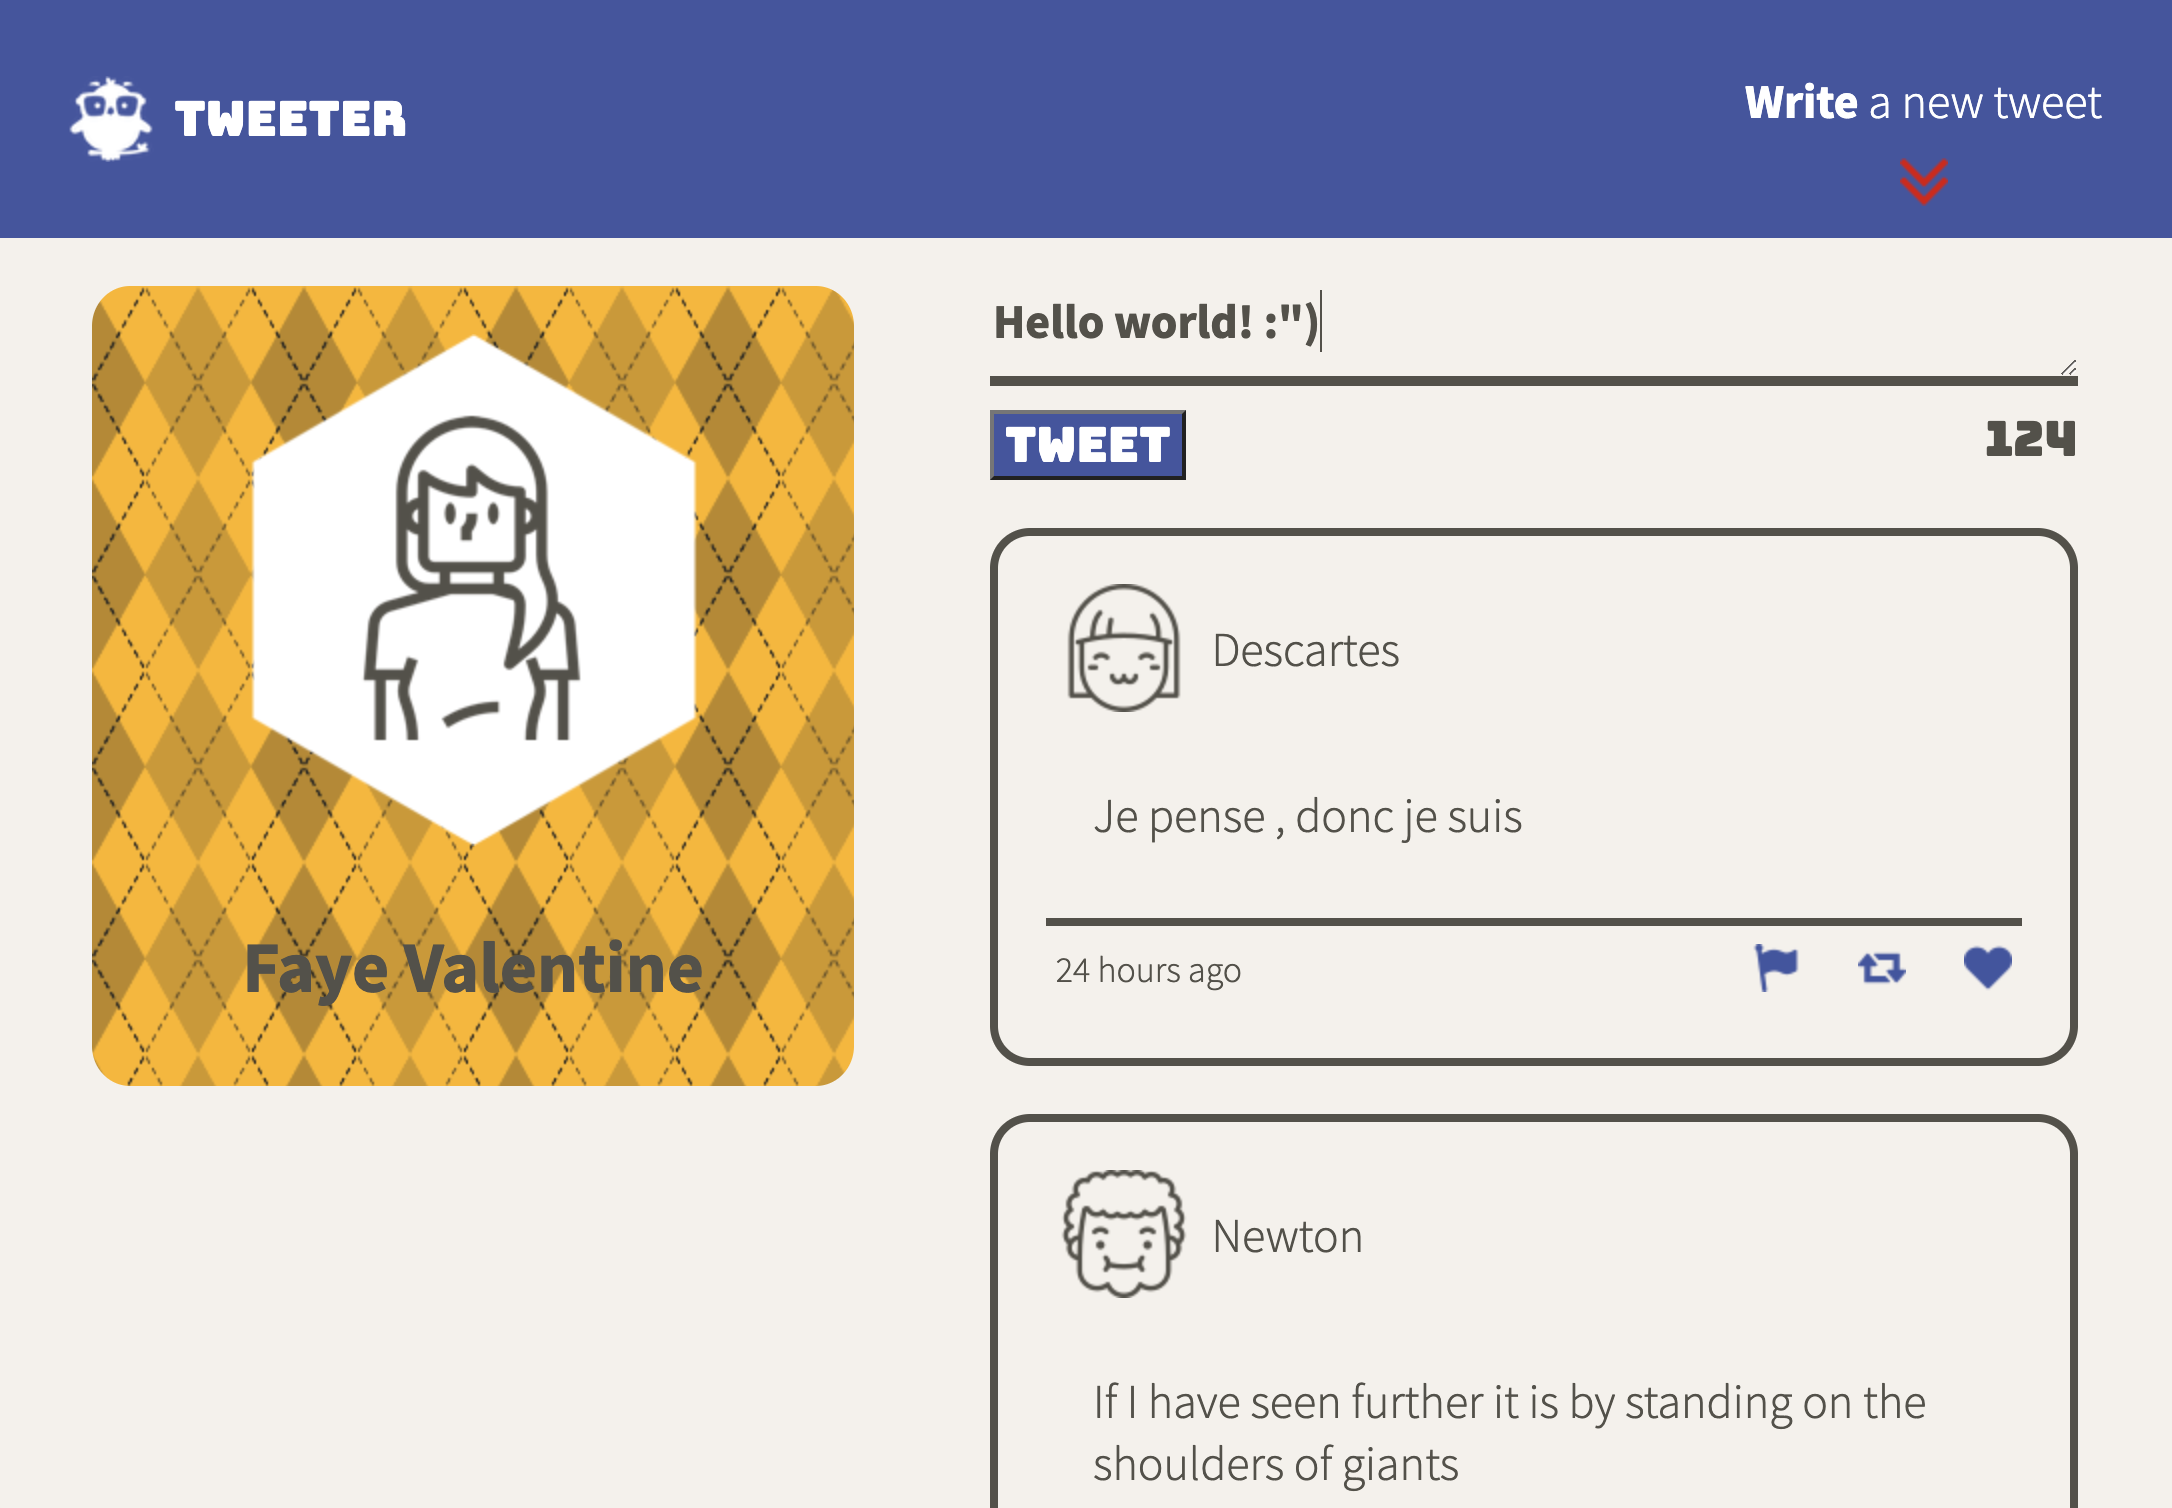 TWEETER
Write a new tweet
Hello world! :")
TWEET
124
Faye Valentine
Descartes
Je pense , donc je suis
24 hours ago
Newton
If I have seen further it is by standing on the
shoulders of giants